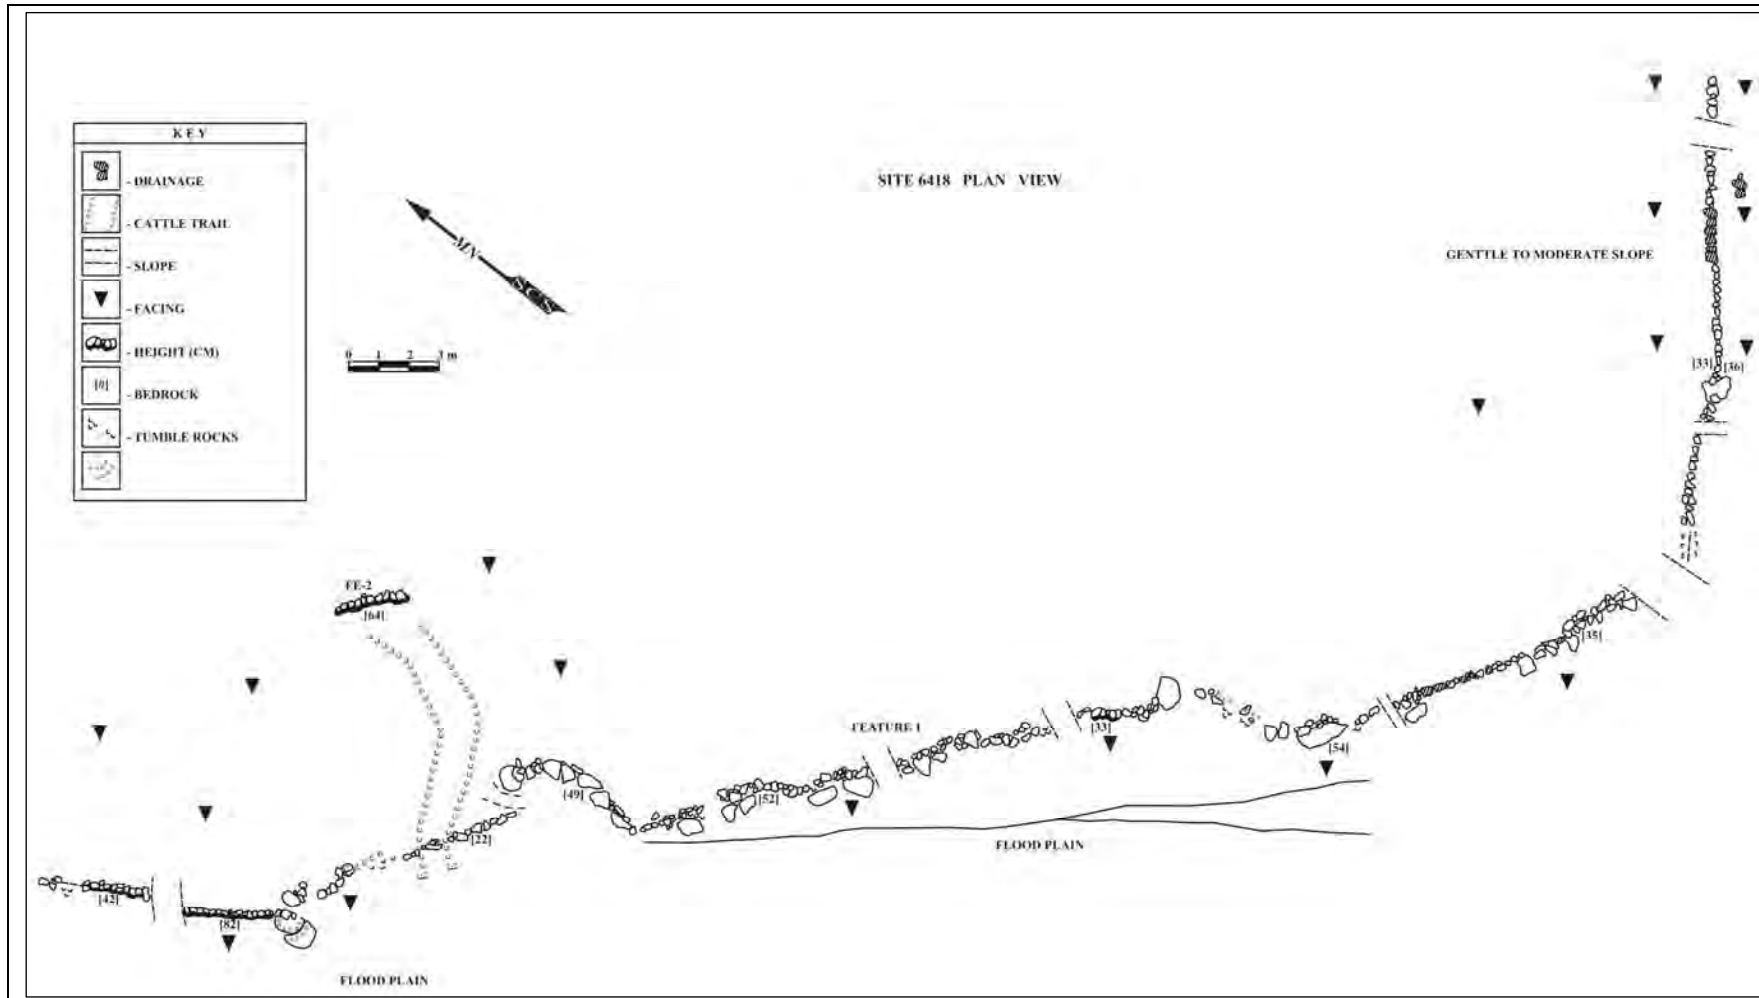 SITE 6418 PLAN VIEW
KEY
- DRAINAGE
- CATTLE TRAIL
- SLOPE
- FACING
- HEIGHT (CM)
[0]
- BEDROCK
- TUMBLE ROCKS
MN
SCS
0 1 2 3 m
GENTTLE TO MODERATE SLOPE
[33] [36]
FE-2
[64]
[35]
FEATURE 1
[33]
[54]
[49]
[52]
[22]
FLOOD PLAIN
[42]
[82]
FLOOD PLAIN